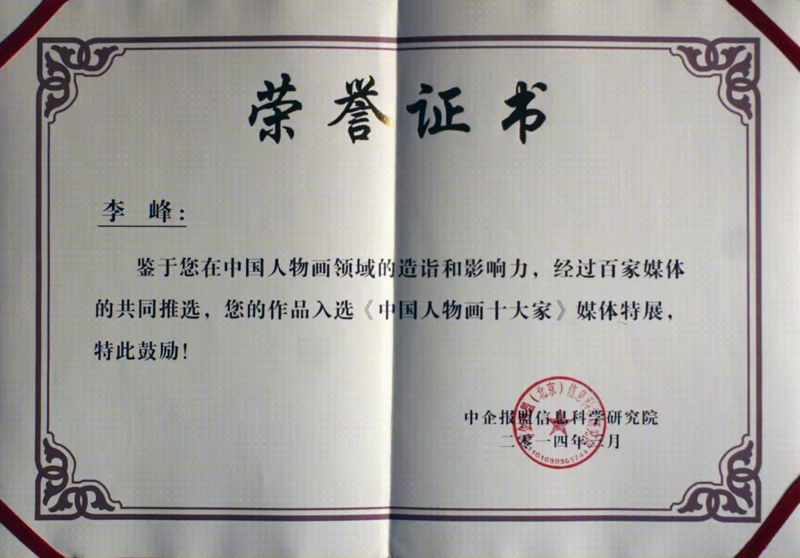 荣誉证书
李 峰：
鉴于您在中国人物画领域的造诣和影响力，经过百家媒体
的共同推选，您的作品入选《中国人物画十大家》媒体特展，
特此鼓励！
中企报盟信息科学研究院
二零一四年 月